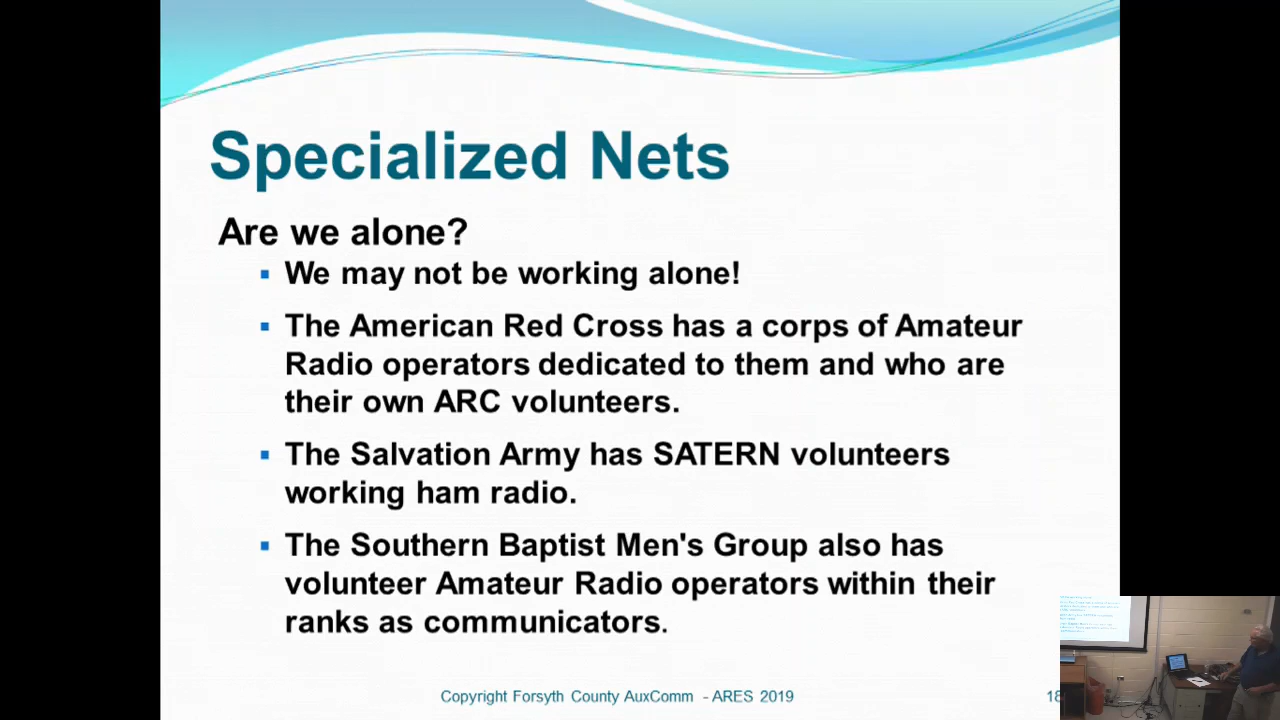 Specialized Nets
Are we alone?
▪ We may not be working alone!
▪ The American Red Cross has a corps of Amateur
Radio operators dedicated to them and who are
their own ARC volunteers.
▪ The Salvation Army has SATERN volunteers
working ham radio.
▪ The Southern Baptist Men's Group also has
volunteer Amateur Radio operators within their
ranks as communicators.
Copyright Forsyth County AuxComm - ARES 2019
18